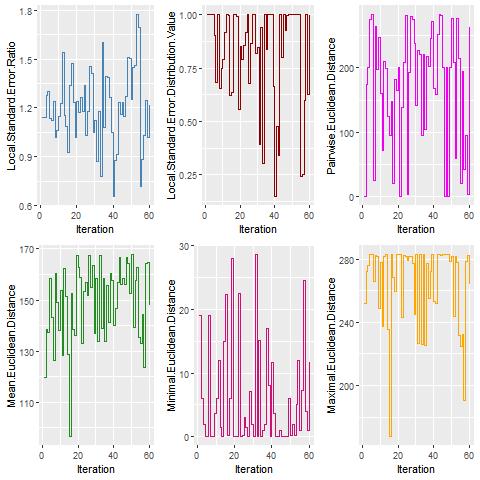 Local.Standard.Error.Ratio
1.8
1.5
1.2
0.9
0.6
0 20 40 60
Iteration
Local.Standard.Error.Distribution.Value
1.00
0.75
0.50
0.25
0 20 40 60
Iteration
Pairwise.Euclidean.Distance
200
100
0
0 20 40 60
Iteration
Mean.Euclidean.Distance
170
150
130
110
0 20 40 60
Iteration
Minimal.Euclidean.Distance
30
20
10
0
0 20 40 60
Iteration
Maximal.Euclidean.Distance
280
240
200
0 20 40 60
Iteration